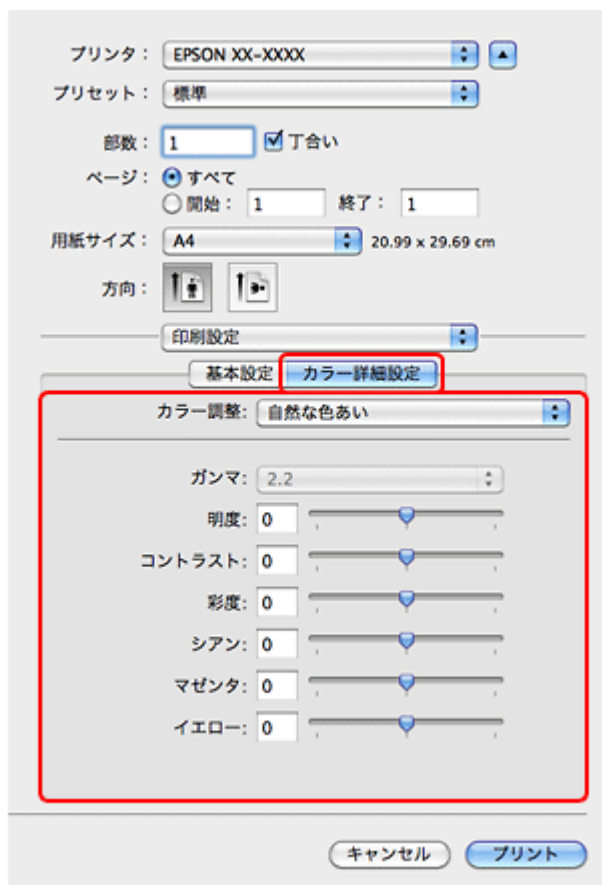 プリンタ： EPSON XX-XXXX
プリセット： 標準
部数： 1 丁合い
ページ： すべて
開始： 1 終了： 1
用紙サイズ： A4 20.99 x 29.69 cm
方向：
印刷設定
基本設定 カラー詳細設定
カラー調整: 自然な色あい
ガンマ: 2.2
明度: 0
コントラスト: 0
彩度: 0
シアン: 0
マゼンタ: 0
イエロー: 0
キャンセル プリント